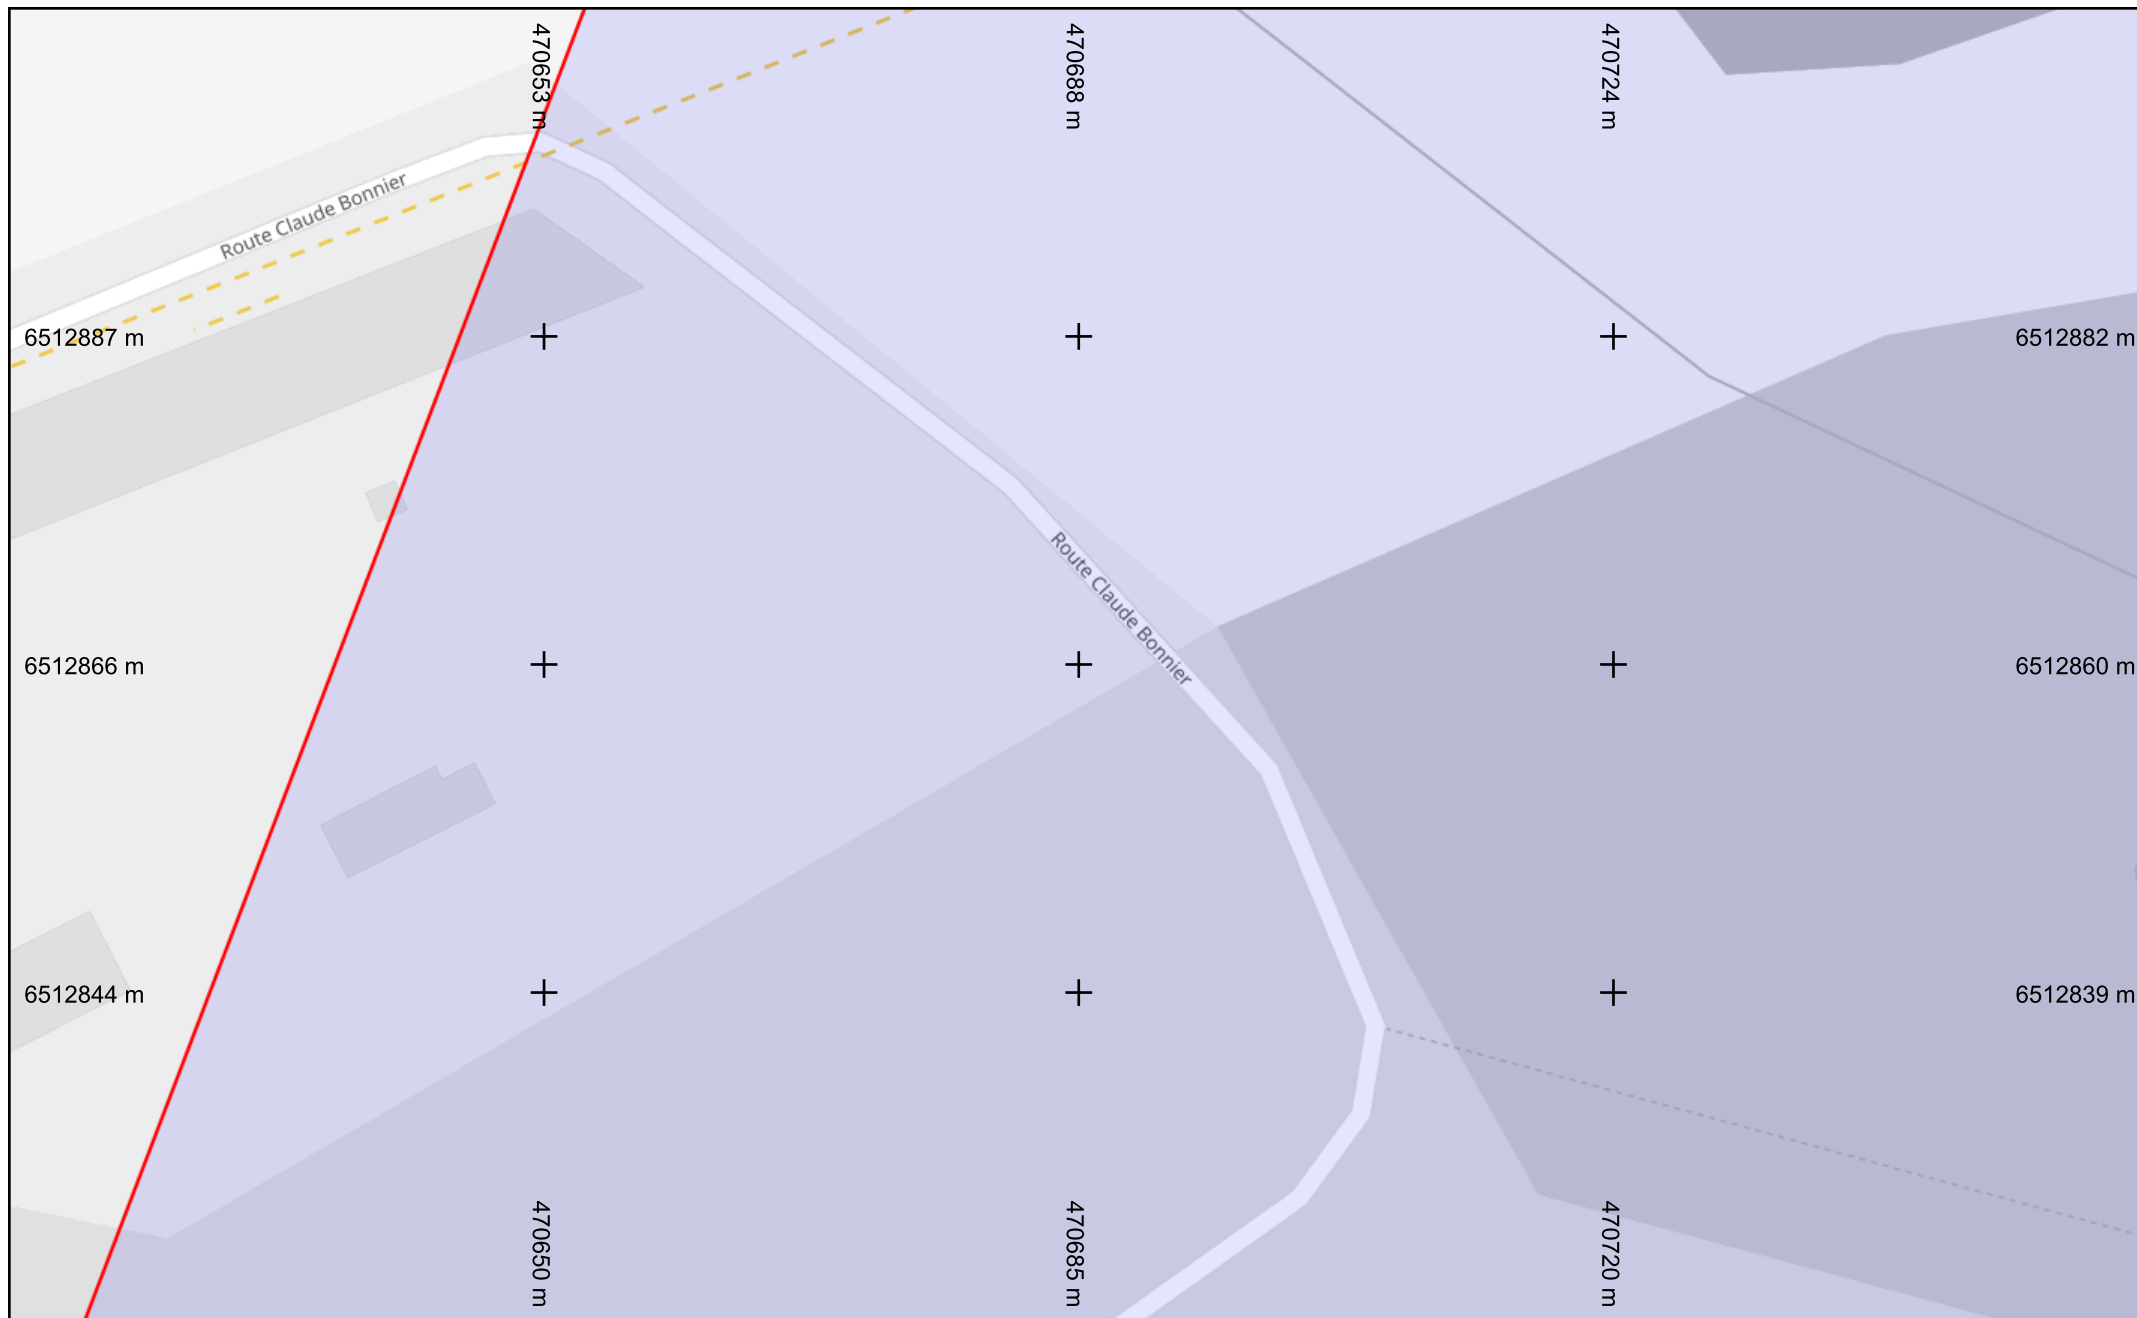 470653 m
470688 m
470724 m
Route Claude Bonnier
6512887 m
6512882 m
Route Claude Bonnier
6512866 m
6512860 m
6512844 m
6512839 m
470650 m
470685 m
470720 m